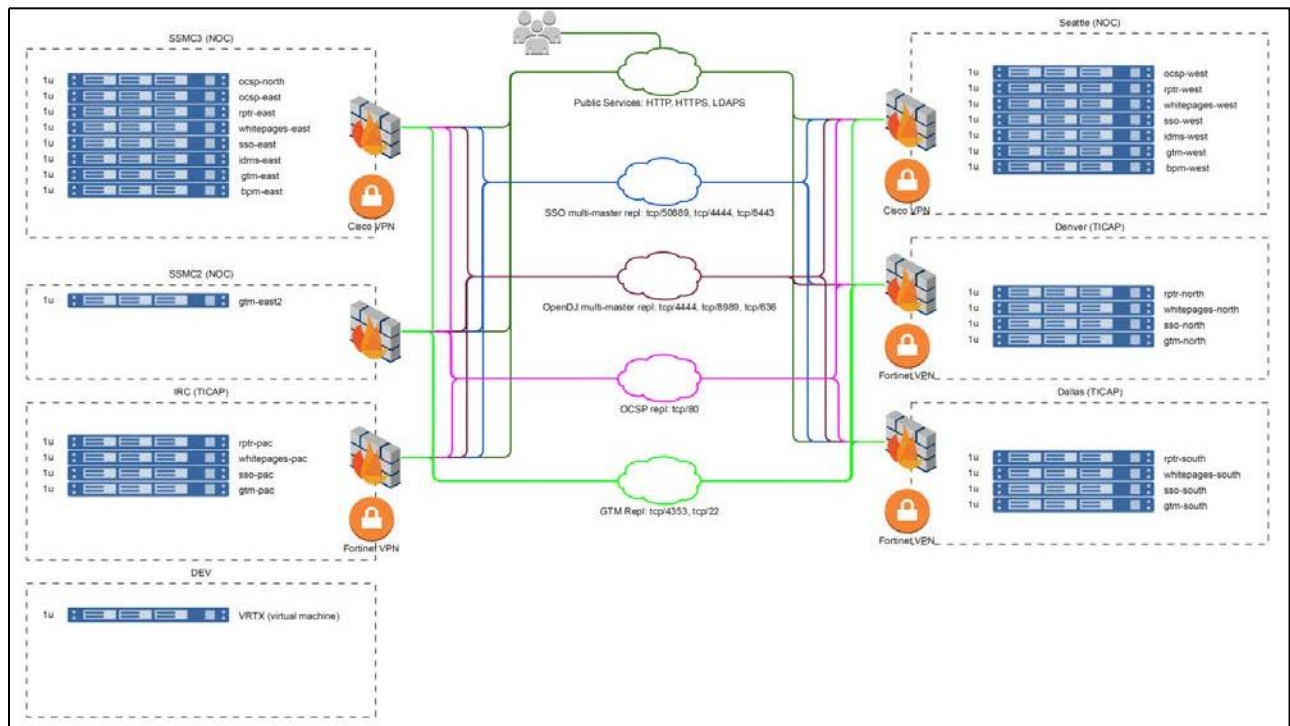 SSMC3 (NOC)
1u ocsp-north
1u ocsp-east
1u rptr-east
1u whitepages-east
1u sso-east
1u idms-east
1u gtm-east
1u bpm-east
Cisco VPN
SSMC2 (NOC)
1u gtm-east2
IRC (TICAP)
1u rptr-pac
1u whitepages-pac
1u sso-pac
1u gtm-pac
Fortinet VPN
DEV
1u VRTX (virtual machine)
Public Services: HTTP, HTTPS, LDAPS
SSO multi-master repl: tcp/50889, tcp/4444, tcp/8443
OpenDJ multi-master repl: tcp/4444, tcp/8989, tcp/636
OCSP repl: tcp/80
GTM Repl: tcp/4353, tcp/22
Seattle (NOC)
1u ocsp-west
1u rptr-west
1u whitepages-west
1u sso-west
1u idms-west
1u gtm-west
1u bpm-west
Cisco VPN
Denver (TICAP)
1u rptr-north
1u whitepages-north
1u sso-north
1u gtm-north
Fortinet VPN
Dallas (TICAP)
1u rptr-south
1u whitepages-south
1u sso-south
1u gtm-south
Fortinet VPN